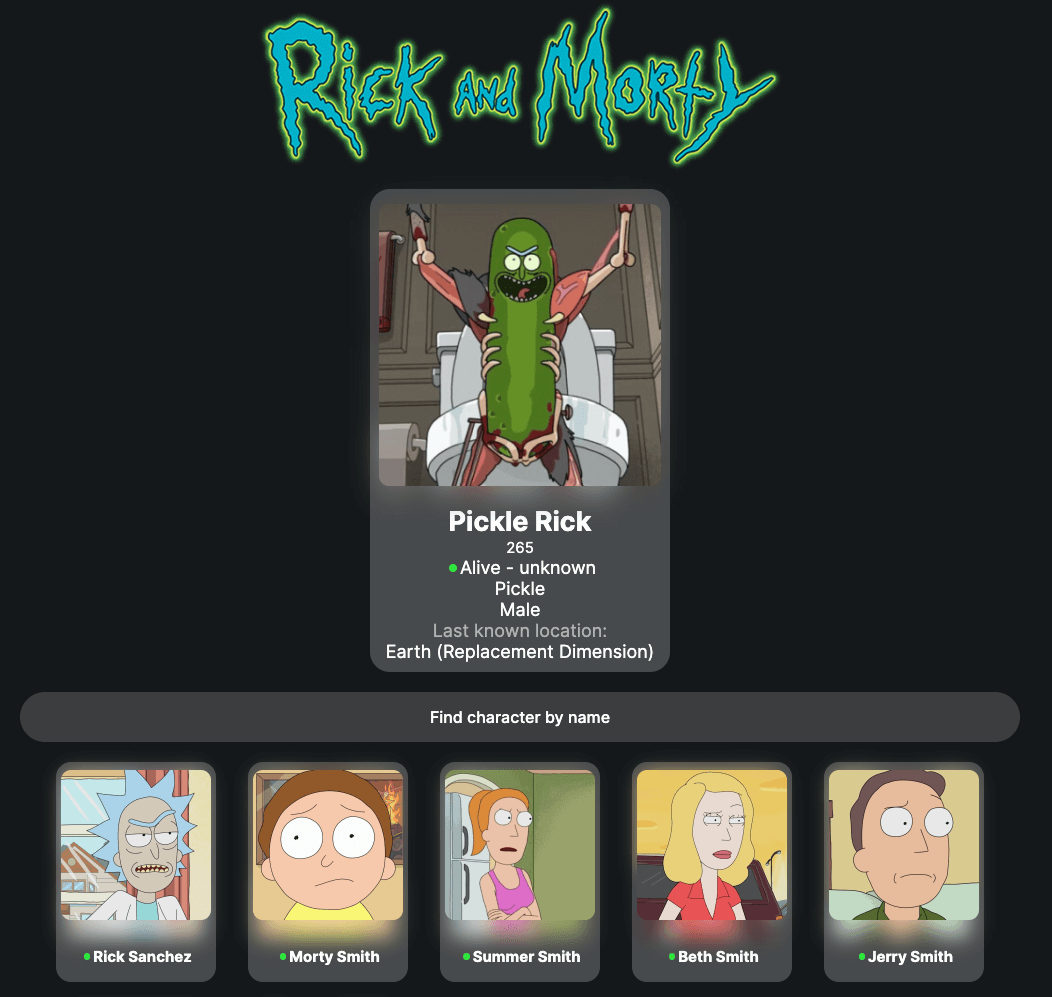 Rick and Morty
Pickle Rick
265
Alive - unknown
Pickle
Male
Last known location:
Earth (Replacement Dimension)
Find character by name
Rick Sanchez
Morty Smith
Summer Smith
Beth Smith
Jerry Smith